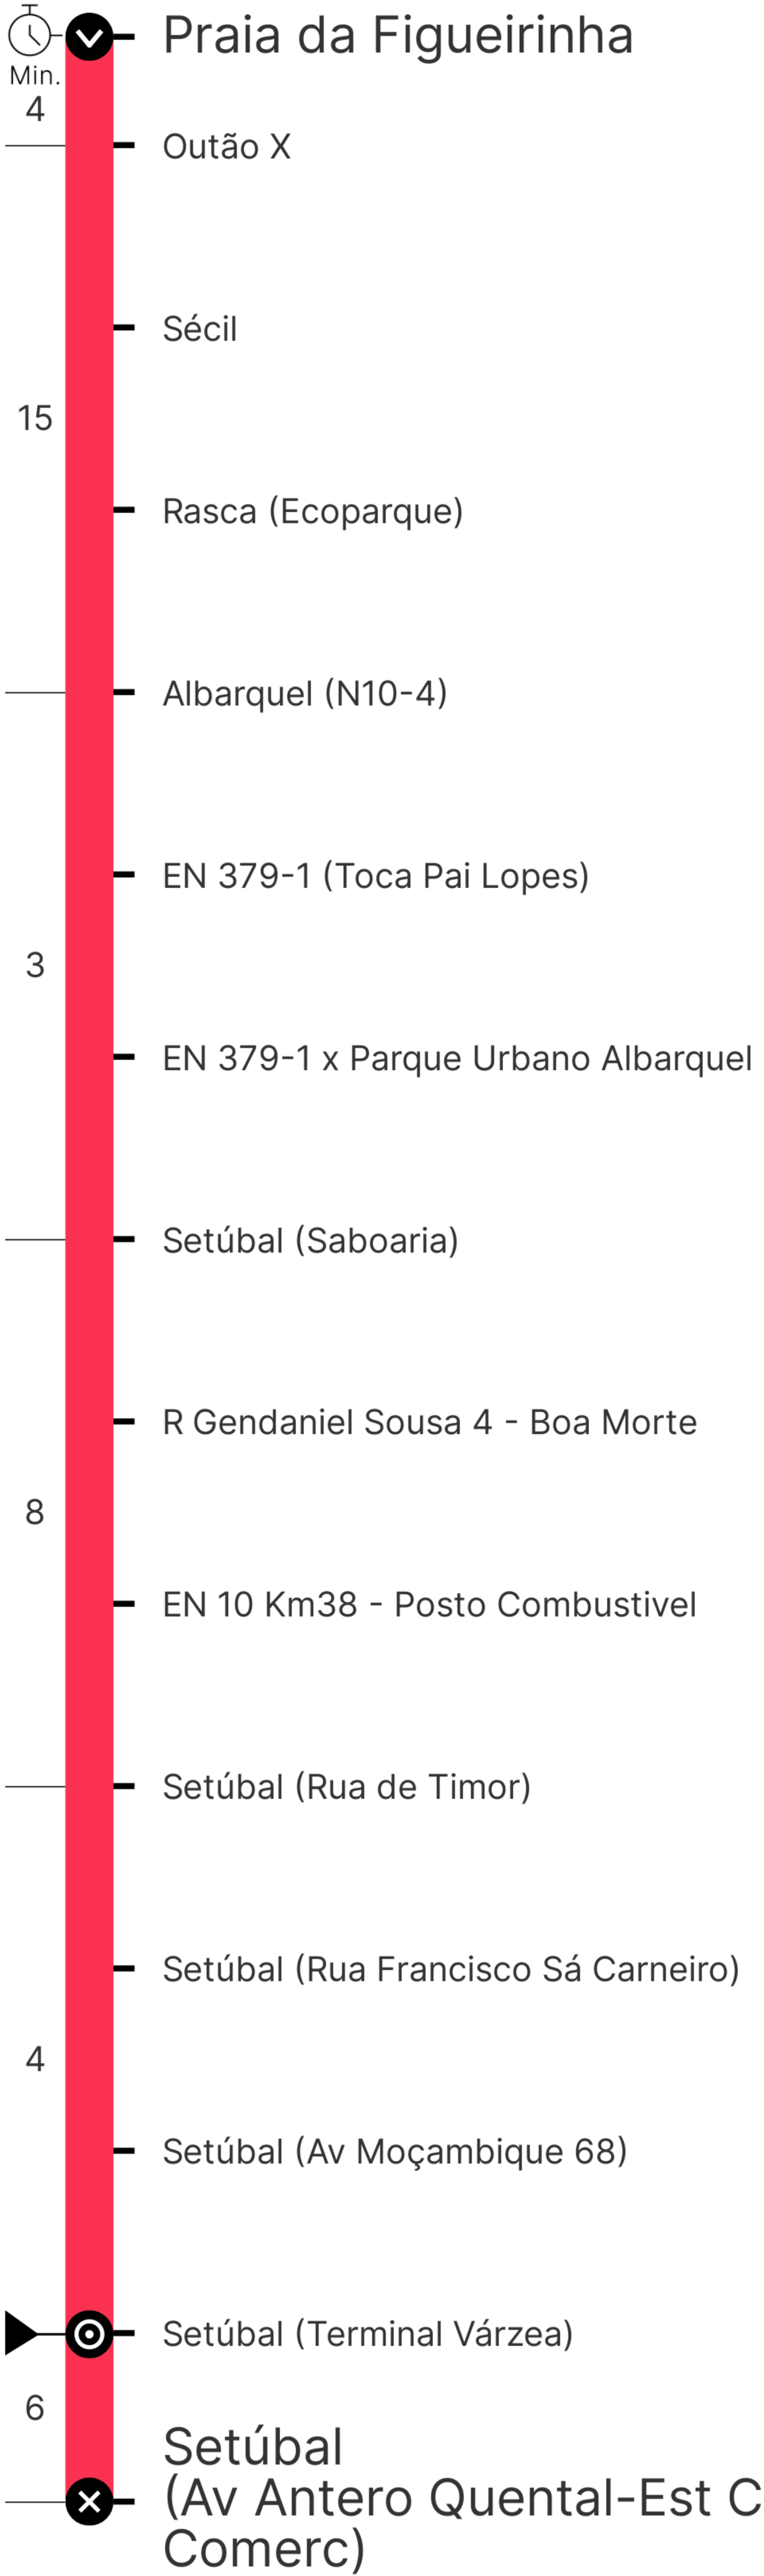 Praia da Figueirinha
Min.
4
Outão X
Sécil
15
Rasca (Ecoparque)
Albarquel (N10-4)
EN 379-1 (Toca Pai Lopes)
3
EN 379-1 x Parque Urbano Albarquel
Setúbal (Saboaria)
R Gendaniel Sousa 4 - Boa Morte
8
EN 10 Km38 - Posto Combustivel
Setúbal (Rua de Timor)
Setúbal (Rua Francisco Sá Carneiro)
4
Setúbal (Av Moçambique 68)
Setúbal (Terminal Várzea)
6
Setúbal
(Av Antero Quental-Est C
Comerc)